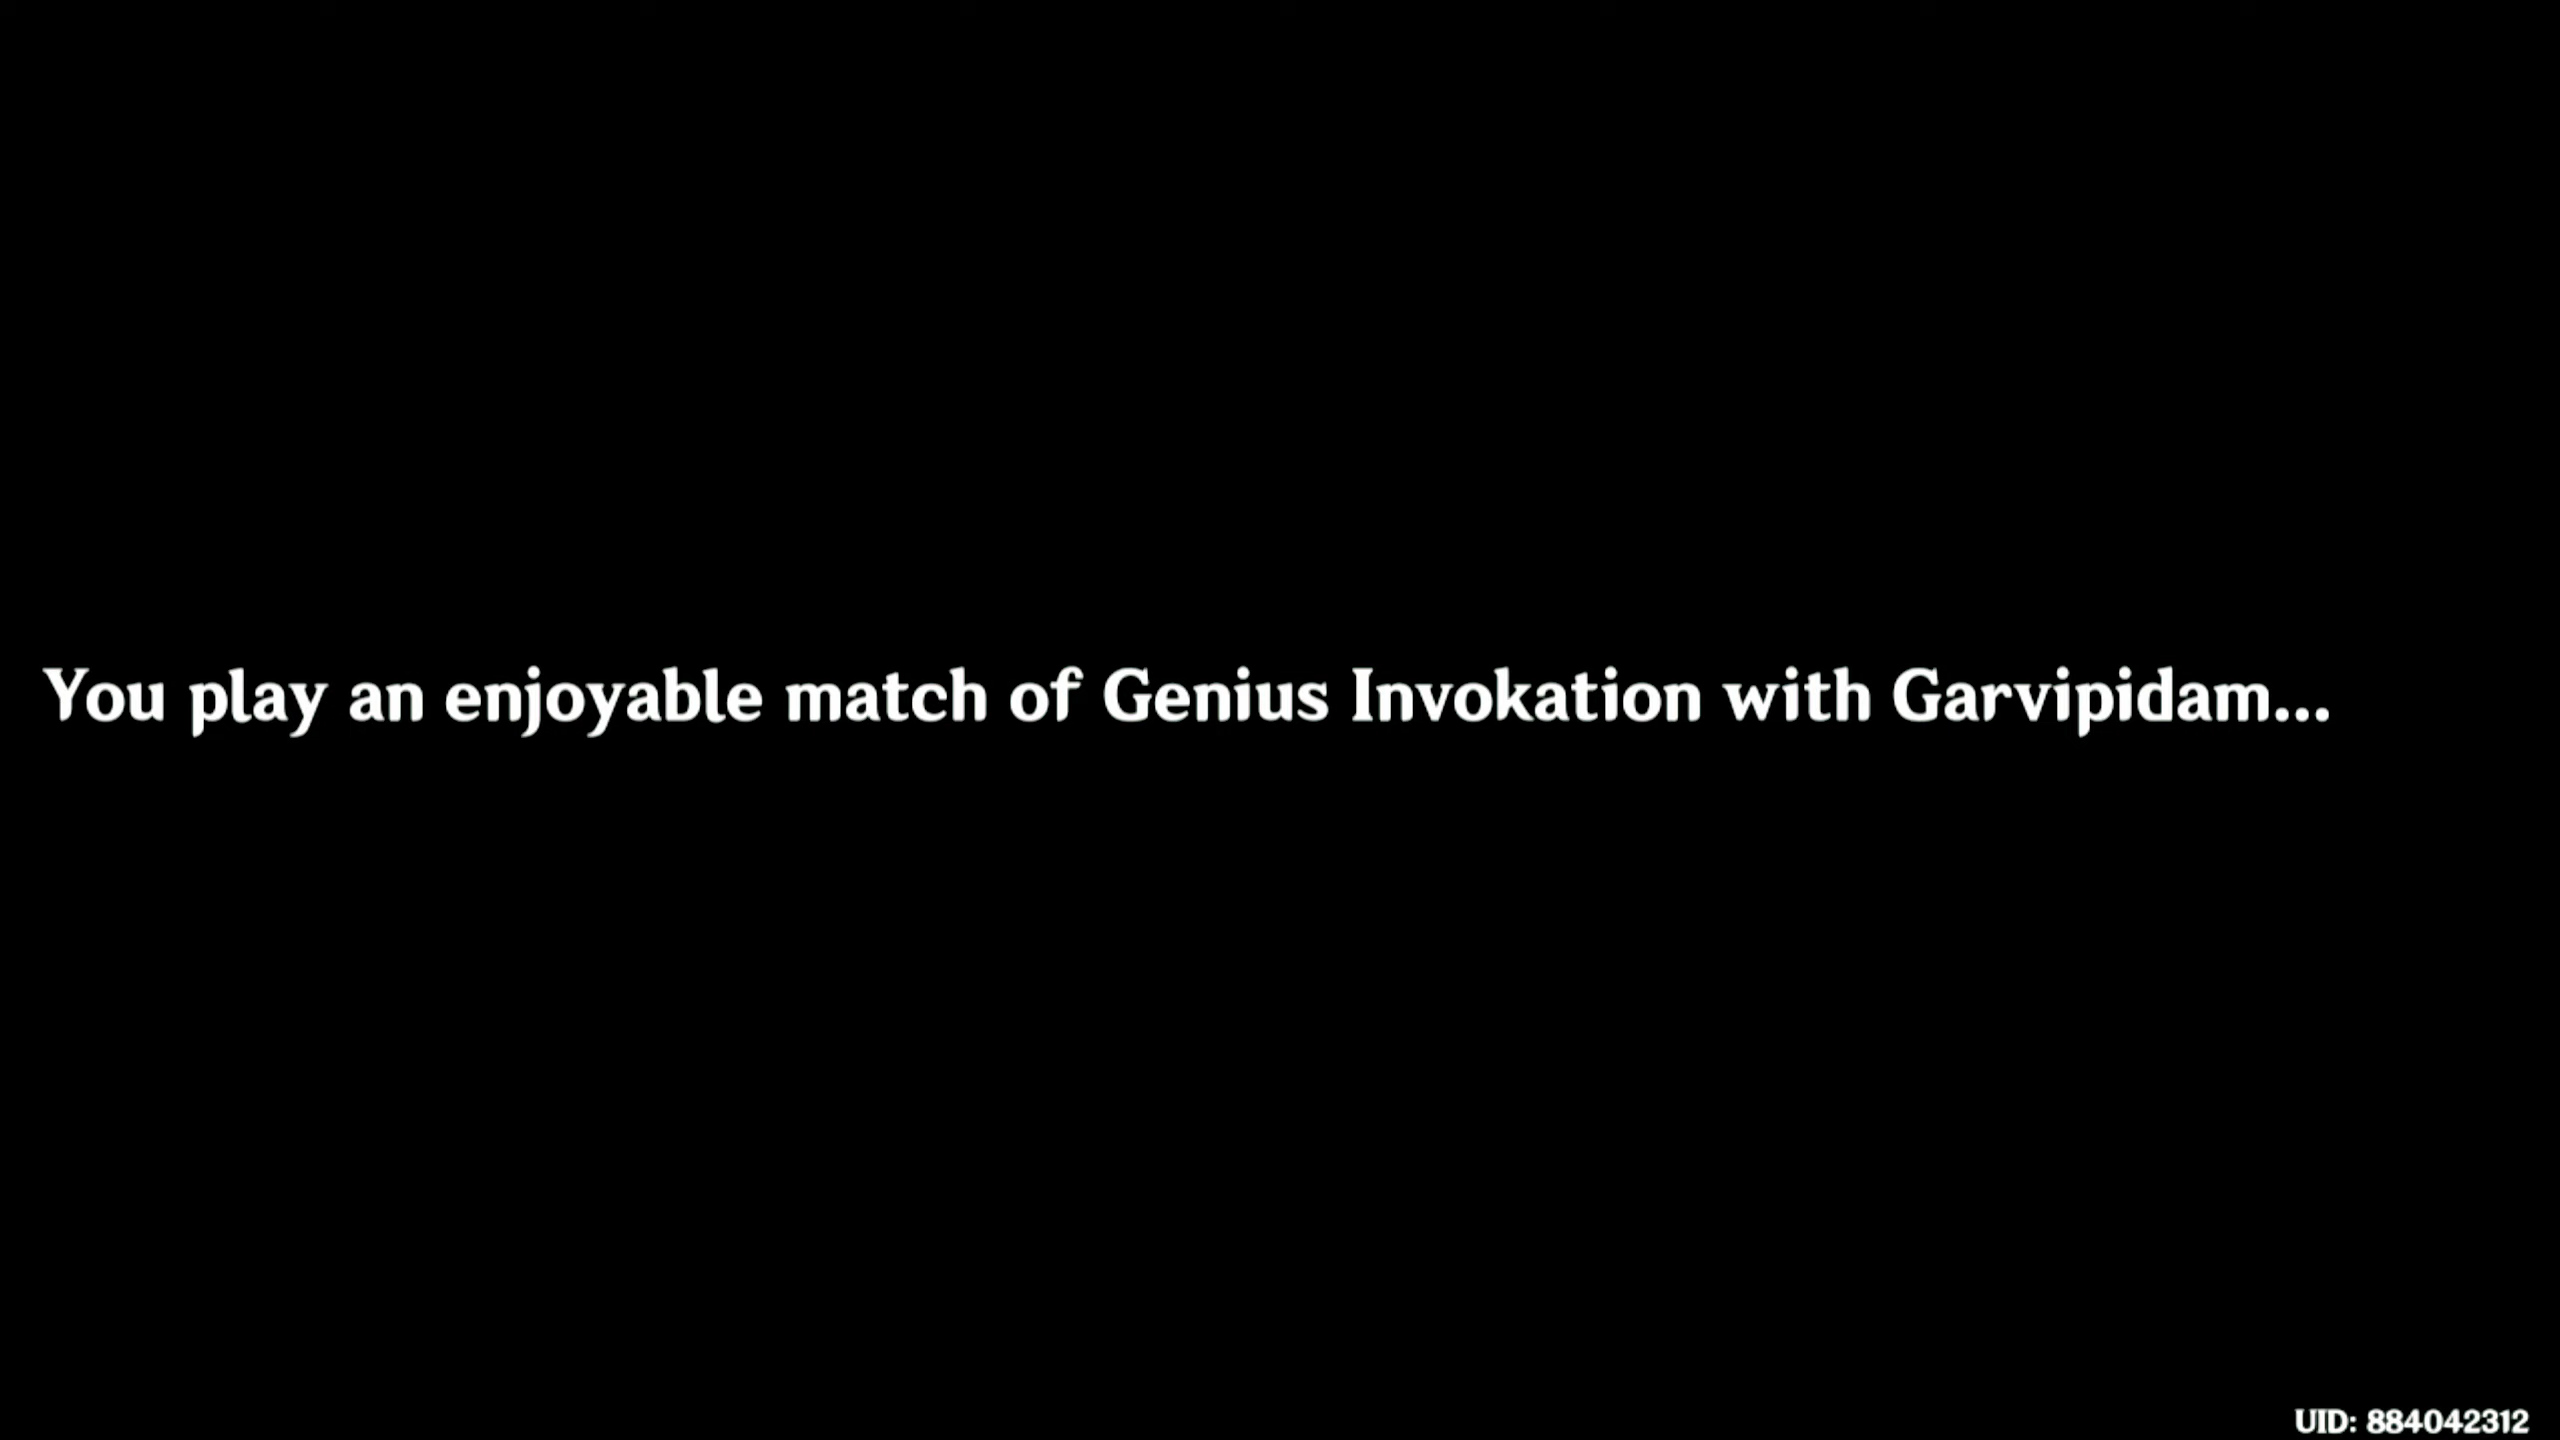 You play an enjoyable match of Genius Invokation with Garvipidam...
UID: 884042312